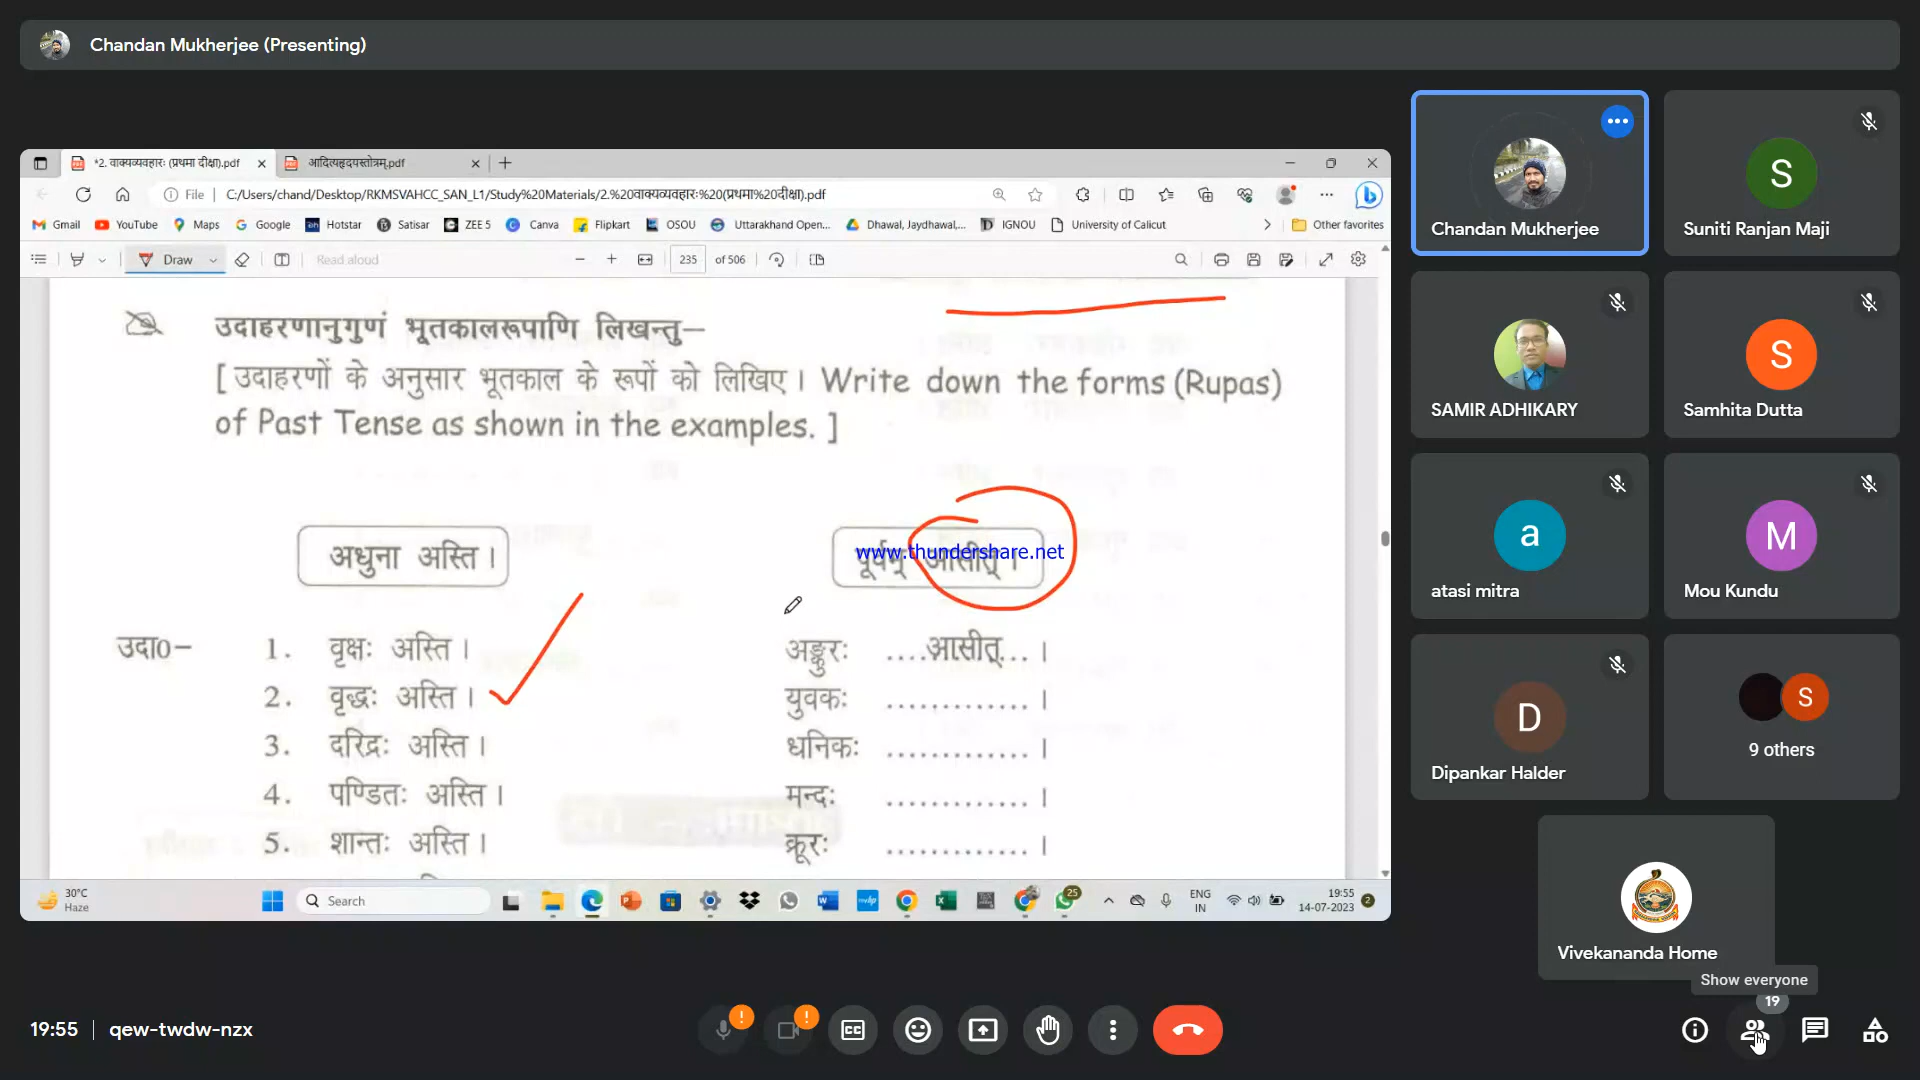 Chandan Mukherjee (Presenting)
*2. वाक्यव्यवहारः (प्रथमा दीक्षा).pdf
आदित्यहृदयस्तोत्रम्.pdf
File
C:/Users/chand/Desktop/RKMSVAHCC_SAN_L1/Study%20Materials/2.%20वाक्यव्यवहारः%20(प्रथमा%20दीक्षा).pdf
Gmail YouTube Maps Google Hotstar Satisar ZEE 5 Canva Flipkart OSOU Uttarakhand Open... Dhawal, Jaydhawal,... IGNOU University of Calicut Other favorites
Draw Read aloud 235 of 506
उदाहरणानुगुणं भूतकालरूपाणि लिखन्तु—
[ उदाहरणों के अनुसार भूतकाल के रूपों को लिखिए। Write down the forms (Rupas)
of Past Tense as shown in the examples. ]
अधुना अस्ति।
पूर्वम् आसीत्।
www.thundershare.net
उदा०— 1. वृक्षः अस्ति। अङ्कुरः ....आसीत्...।
2. वृद्धः अस्ति। युवकः .............।
3. दरिद्रः अस्ति। धनिकः .............।
4. पण्डितः अस्ति। मन्दः .............।
5. शान्तः अस्ति। क्रूरः .............।
30°C
Haze
Search
25
ENG
IN
19:55
14-07-2023
2
Chandan Mukherjee
S
Suniti Ranjan Maji
SAMIR ADHIKARY
S
Samhita Dutta
a
atasi mitra
M
Mou Kundu
D
Dipankar Halder
S
9 others
Vivekananda Home
Show everyone
19
19:55 | qew-twdw-nzx